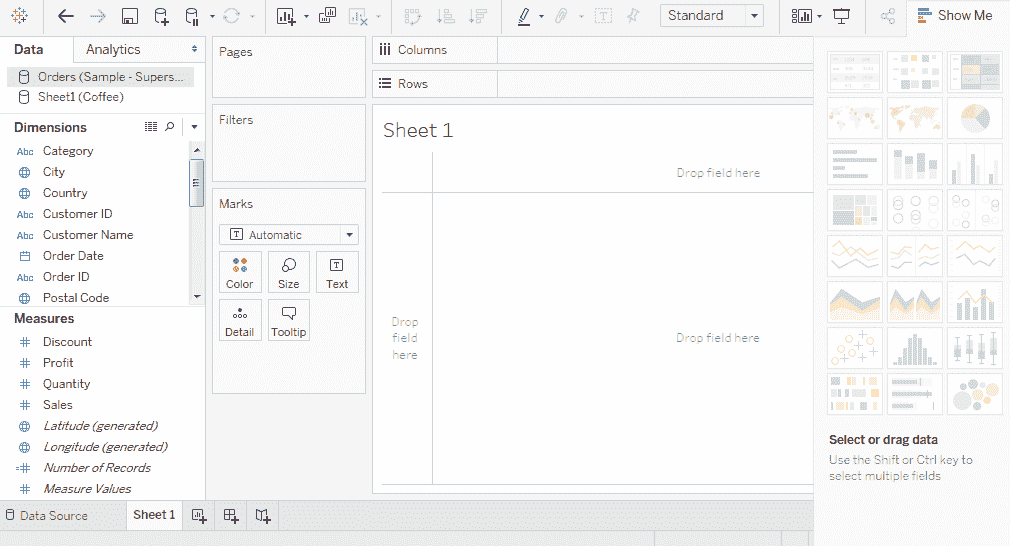 Standard
Show Me
Data
Analytics
Orders (Sample - Supers...
Sheet1 (Coffee)
Dimensions
Abc Category
City
Country
Abc Customer ID
Abc Customer Name
Order Date
Abc Order ID
Postal Code
Measures
# Discount
# Profit
# Quantity
# Sales
Latitude (generated)
Longitude (generated)
=# Number of Records
# Measure Values
Pages
Filters
Marks
T Automatic
Color
Size
Text
Detail
Tooltip
Columns
Rows
Sheet 1
Drop field here
Drop
field
here
Drop field here
Select or drag data
Use the Shift or Ctrl key to
select multiple fields
Data Source
Sheet 1